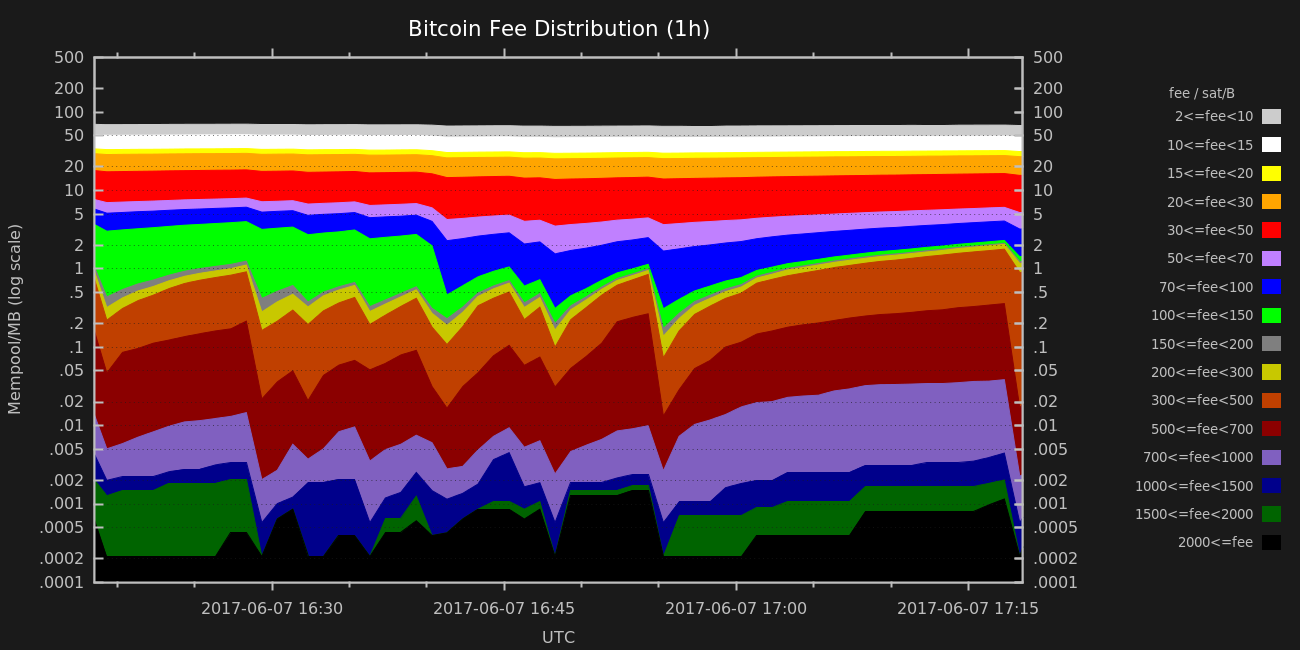 Bitcoin Fee Distribution (1h)
500 500
200 200
100 100
50 50
20 20
10 10
5 5
2 2
1 1
.5 .5
.2 .2
.1 .1
.05 .05
.02 .02
.01 .01
.005 .005
.002 .002
.001 .001
.0005 .0005
.0002 .0002
.0001 .0001
Mempool/MB (log scale)
2017-06-07 16:30 2017-06-07 16:45 2017-06-07 17:00 2017-06-07 17:15
UTC
fee / sat/B
2<=fee<10
10<=fee<15
15<=fee<20
20<=fee<30
30<=fee<50
50<=fee<70
70<=fee<100
100<=fee<150
150<=fee<200
200<=fee<300
300<=fee<500
500<=fee<700
700<=fee<1000
1000<=fee<1500
1500<=fee<2000
2000<=fee